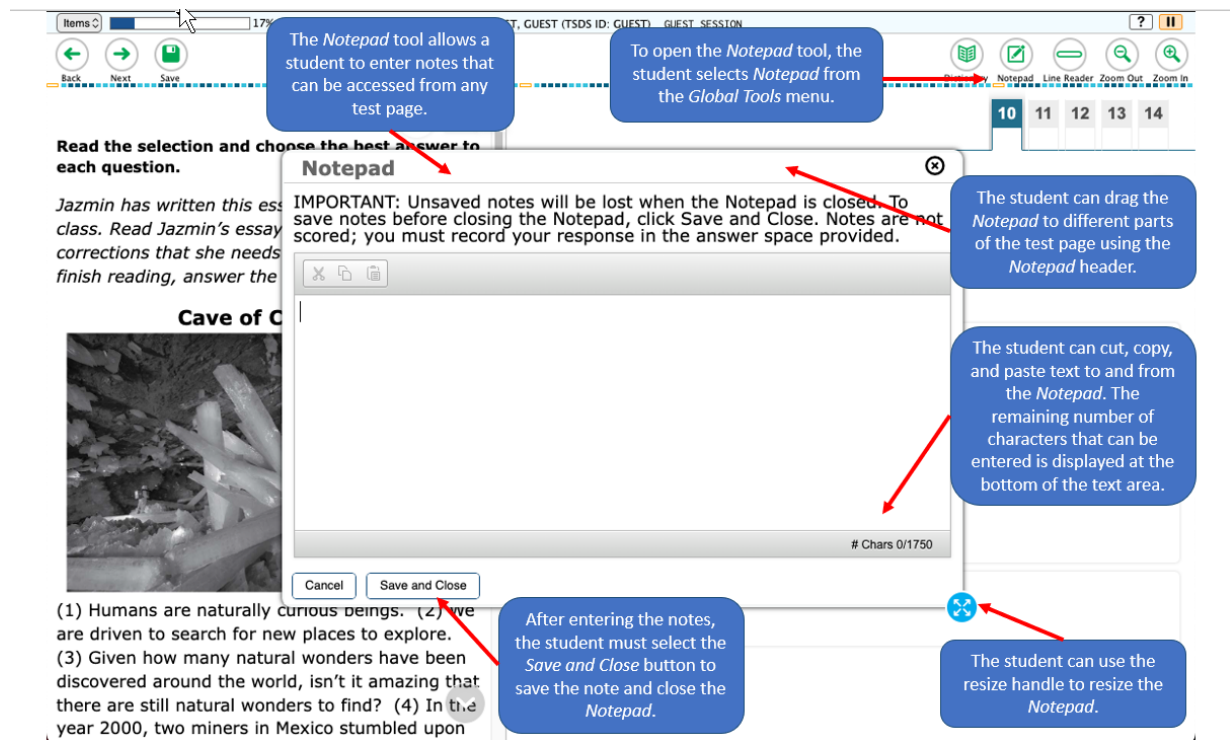 Items
17%
T, GUEST (TSDS ID: GUEST) GUEST SESSION
?
Back
Next
Save
The Notepad tool allows a
student to enter notes that
can be accessed from any
test page.
To open the Notepad tool, the
student selects Notepad from
the Global Tools menu.
Dictionary
Notepad
Line Reader
Zoom Out
Zoom In
10
11
12
13
14
Read the selection and choose the best answer to
each question.
Jazmin has written this ess
class. Read Jazmin's essay
corrections that she needs
finish reading, answer the
Cave of C
Notepad
IMPORTANT: Unsaved notes will be lost when the Notepad is closed. To
save notes before closing the Notepad, click Save and Close. Notes are not
scored; you must record your response in the answer space provided.
The student can drag the
Notepad to different parts
of the test page using the
Notepad header.
The student can cut, copy,
and paste text to and from
the Notepad. The
remaining number of
characters that can be
entered is displayed at the
bottom of the text area.
# Chars 0/1750
Cancel
Save and Close
(1) Humans are naturally curious beings. (2) We
are driven to search for new places to explore.
(3) Given how many natural wonders have been
discovered around the world, isn't it amazing that
there are still natural wonders to find? (4) In the
year 2000, two miners in Mexico stumbled upon
After entering the notes,
the student must select the
Save and Close button to
save the note and close the
Notepad.
The student can use the
resize handle to resize the
Notepad.